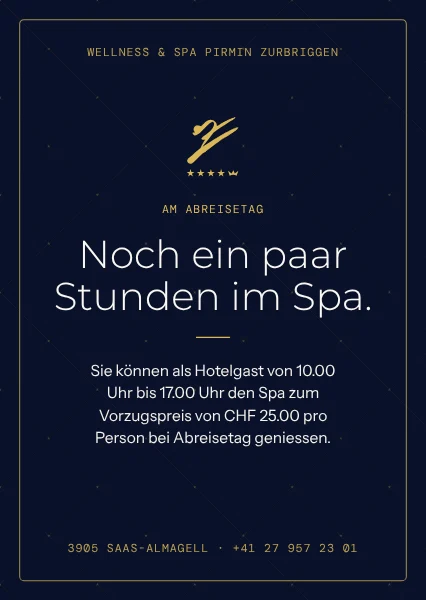 WELLNESS & SPA PIRMIN ZURBRIGGEN
AM ABREISETAG
Noch ein paar
Stunden im Spa.
Sie können als Hotelgast von 10.00
Uhr bis 17.00 Uhr den Spa zum
Vorzugspreis von CHF 25.00 pro
Person bei Abreisetag geniessen.
3905 SAAS-ALMAGELL · +41 27 957 23 01